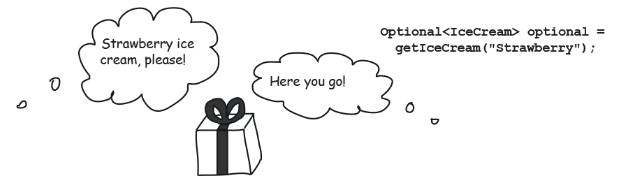 Strawberry ice
cream, please!
Here you go!
Optional<IceCream> optional =
getIceCream("Strawberry");